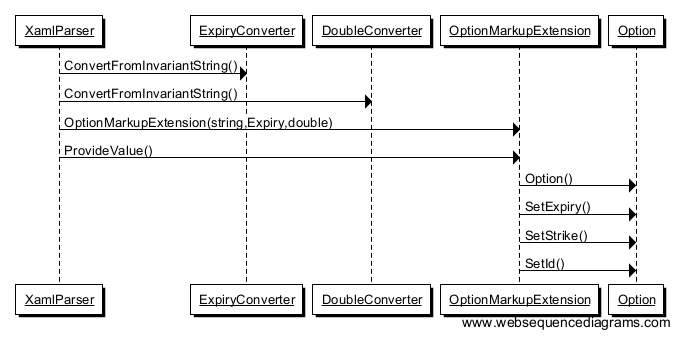 XamlParser ExpiryConverter DoubleConverter OptionMarkupExtension Option
ConvertFromInvariantString()
ConvertFromInvariantString()
OptionMarkupExtension(string,Expiry,double)
ProvideValue()
Option()
SetExpiry()
SetStrike()
SetId()
XamlParser ExpiryConverter DoubleConverter OptionMarkupExtension Option
www.websequencediagrams.com